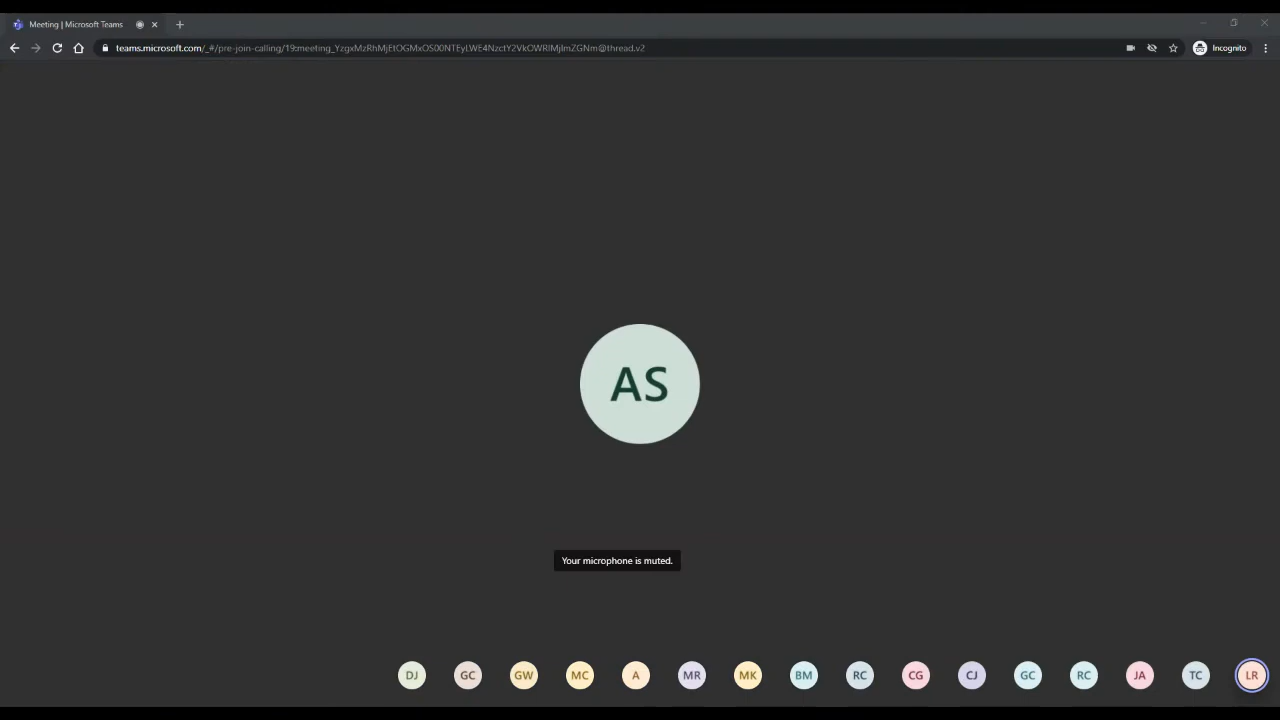 Meeting | Microsoft Teams
teams.microsoft.com/_#/pre-join-calling/19:meeting_YzgxMzRhMjEtOGMxOS00NTEyLWE4NzctY2VkOWRlMjlmZGNm@thread.v2
Incognito
AS
Your microphone is muted.
DJ GC GW MC A MR MK BM RC CG CJ GC RC JA TC LR